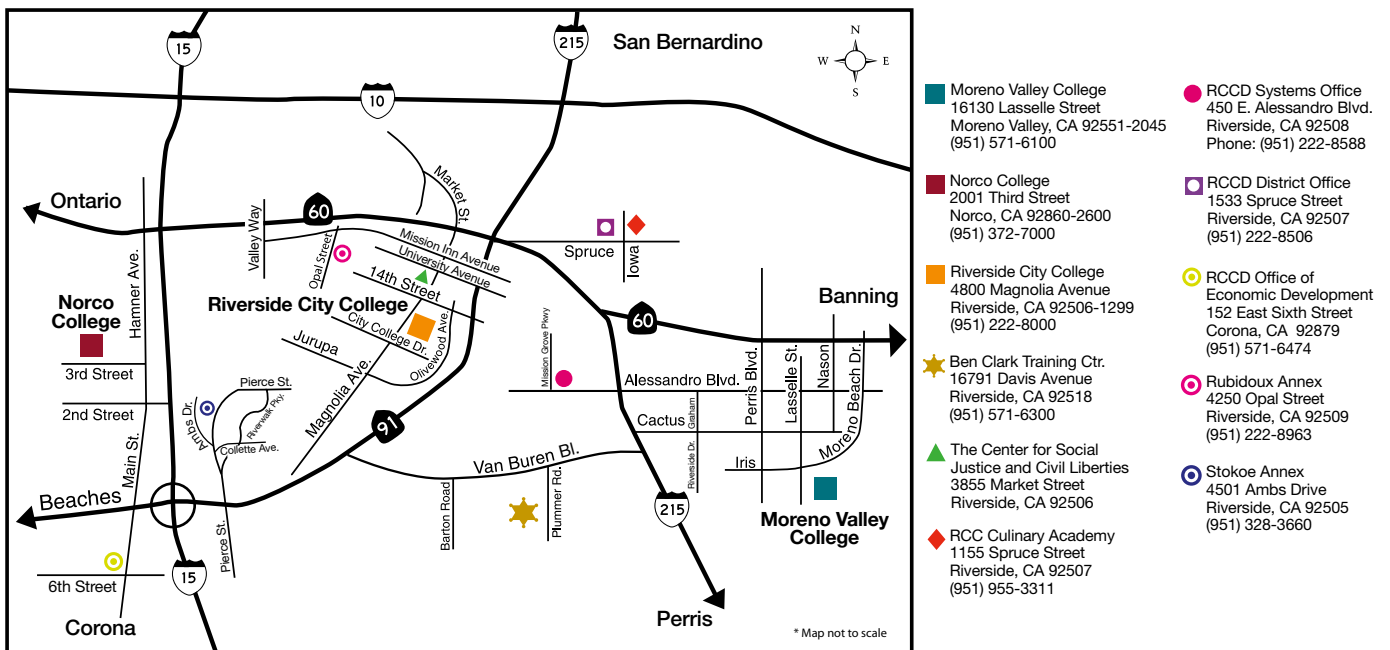 15
215
San Bernardino
N
W
E
S
10
Market St.
Ontario
60
Valley Way
Opal Street
Mission Inn Avenue
University Avenue
14th Street
Spruce
Iowa
Hamner Ave.
Norco
College
Riverside City College
City College Dr.
Olivewood Ave.
Jurupa
Magnolia Ave.
Banning
60
Mission Grove Pkwy
3rd Street
2nd Street
Pierce St.
Ambs Dr.
Riverwalk Pky.
Collette Ave.
Main St.
91
Alessandro Blvd.
Cactus
Graham
Riverside Dr.
Perris Blvd.
Lasselle St.
Nason
Moreno Beach Dr.
Iris
Van Buren Bl.
Barton Road
Plummer Rd.
Beaches
Pierce St.
215
Moreno Valley
College
6th Street
15
Corona
Perris
* Map not to scale
Moreno Valley College
16130 Lasselle Street
Moreno Valley, CA 92551-2045
(951) 571-6100
Norco College
2001 Third Street
Norco, CA 92860-2600
(951) 372-7000
Riverside City College
4800 Magnolia Avenue
Riverside, CA 92506-1299
(951) 222-8000
Ben Clark Training Ctr.
16791 Davis Avenue
Riverside, CA 92518
(951) 571-6300
The Center for Social
Justice and Civil Liberties
3855 Market Street
Riverside, CA 92506
RCC Culinary Academy
1155 Spruce Street
Riverside, CA 92507
(951) 955-3311
RCCD Systems Office
450 E. Alessandro Blvd.
Riverside, CA 92508
Phone: (951) 222-8588
RCCD District Office
1533 Spruce Street
Riverside, CA 92507
(951) 222-8506
RCCD Office of
Economic Development
152 East Sixth Street
Corona, CA 92879
(951) 571-6474
Rubidoux Annex
4250 Opal Street
Riverside, CA 92509
(951) 222-8963
Stokoe Annex
4501 Ambs Drive
Riverside, CA 92505
(951) 328-3660